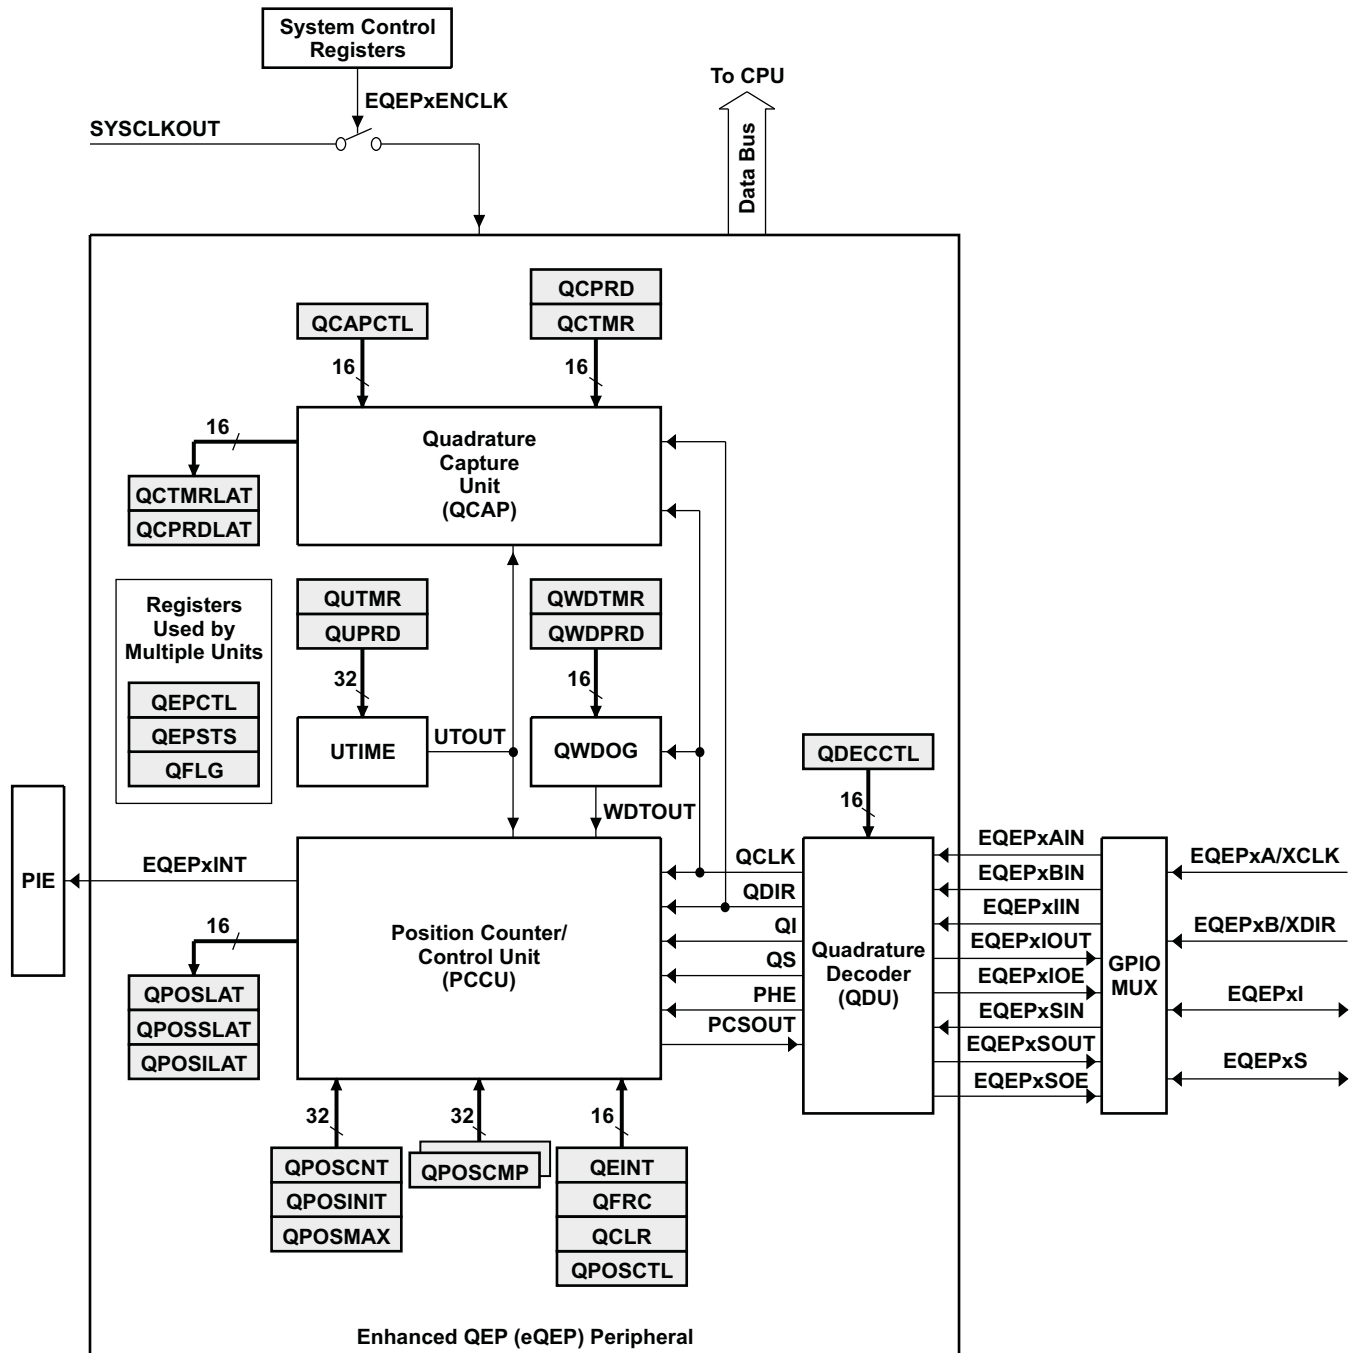 System Control
Registers
To CPU
EQEPxENCLK
SYSCLKOUT
Data Bus
QCPRD
QCAPCTL
QCTMR
16
16
16
Quadrature
Capture
Unit
(QCAP)
QCTMRLAT
QCPRDLAT
Registers
Used by
Multiple Units
QEPCTL
QEPSTS
QFLG
QUTMR
QUPRD
QWDTMR
QWDPRD
32
16
UTIME
UTOUT
QWDOG
QDECCTL
WDTOUT
16
PIE
EQEPxINT
16
QPOSLAT
QPOSSLAT
QPOSILAT
Position Counter/
Control Unit
(PCCU)
QCLK
QDIR
QI
QS
PHE
PCSOUT
Quadrature
Decoder
(QDU)
EQEPxAIN
EQEPxBIN
EQEPxIIN
EQEPxIOUT
EQEPxIOE
EQEPxSIN
EQEPxSOUT
EQEPxSOE
GPIO
MUX
EQEPxA/XCLK
EQEPxB/XDIR
EQEPxI
EQEPxS
32
32
16
QPOSCNT
QPOSINIT
QPOSMAX
QPOSCMP
QEINT
QFRC
QCLR
QPOSCTL
Enhanced QEP (eQEP) Peripheral